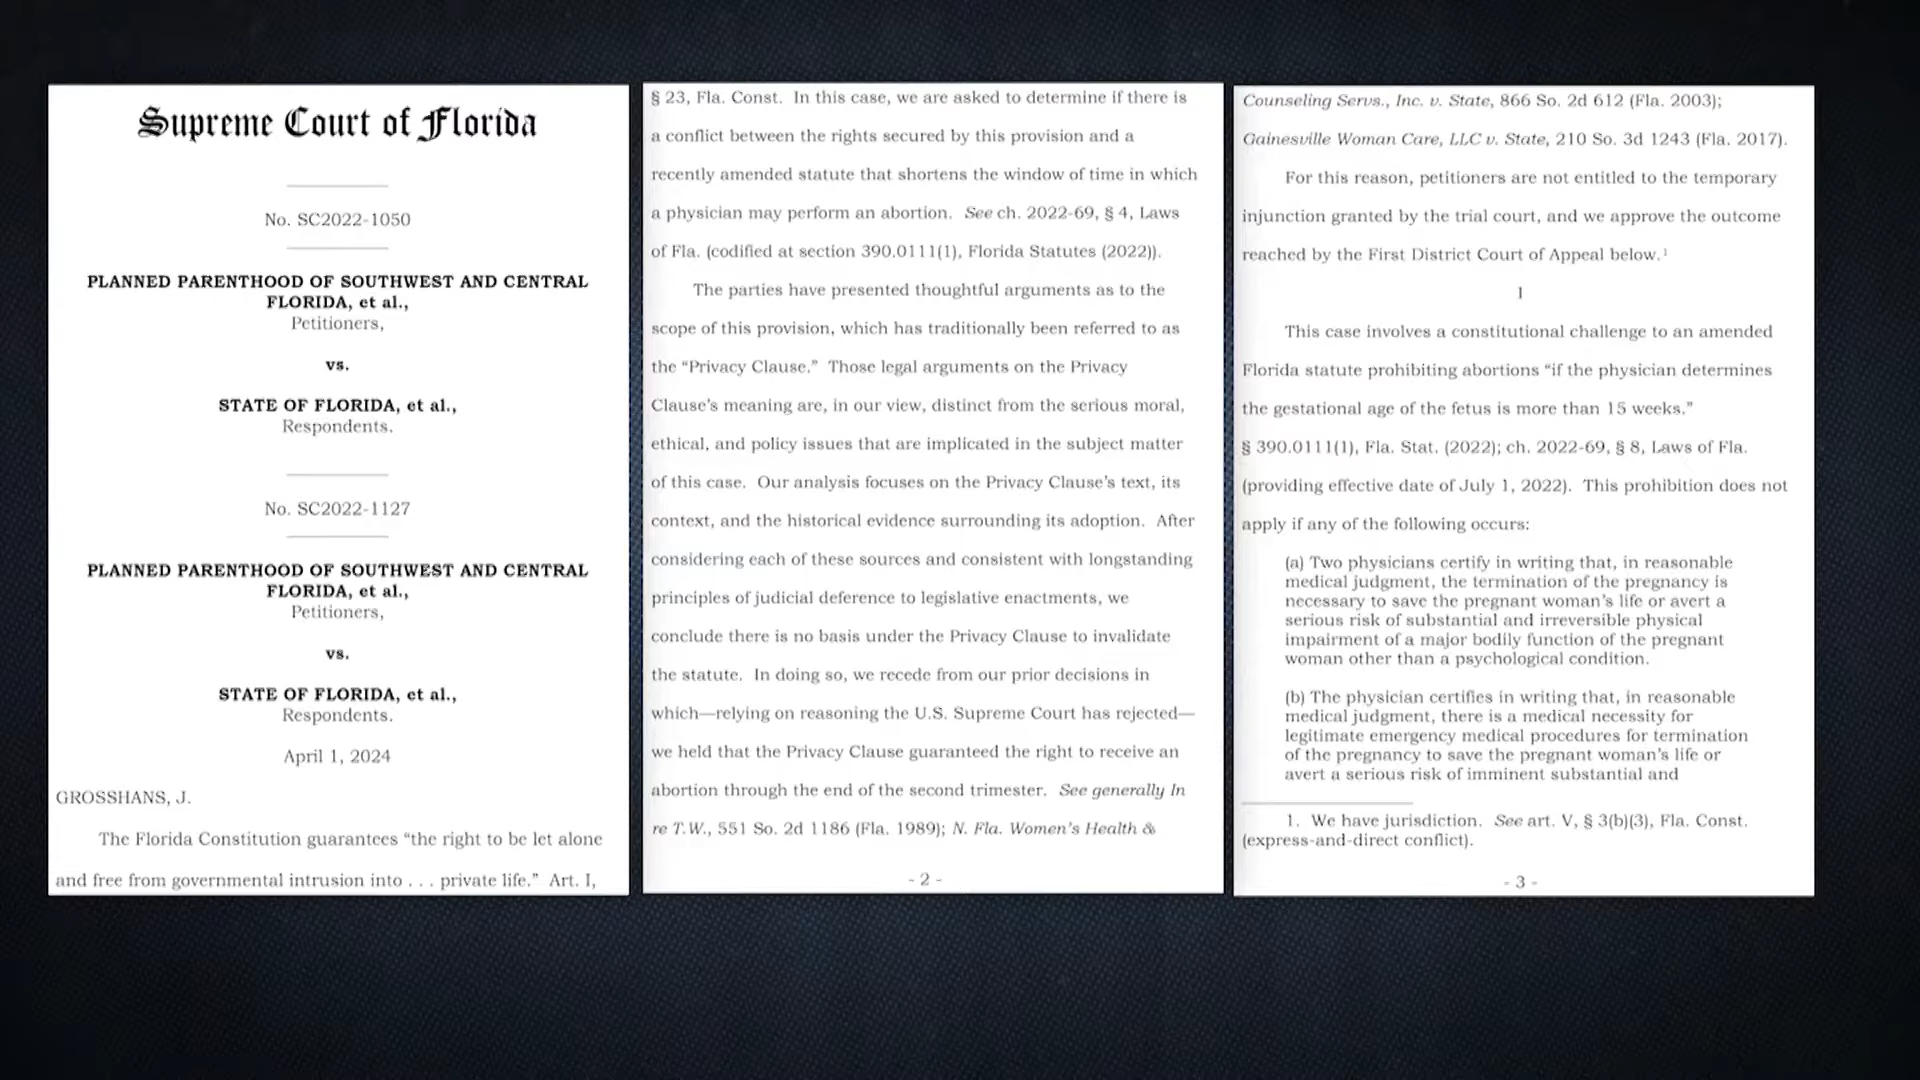 Supreme Court of Florida
No. SC2022-1050
PLANNED PARENTHOOD OF SOUTHWEST AND CENTRAL
FLORIDA, et al.,
Petitioners,
vs.
STATE OF FLORIDA, et al.,
Respondents.
No. SC2022-1127
PLANNED PARENTHOOD OF SOUTHWEST AND CENTRAL
FLORIDA, et al.,
Petitioners,
vs.
STATE OF FLORIDA, et al.,
Respondents.
April 1, 2024
GROSSHANS, J.
The Florida Constitution guarantees “the right to be let alone
and free from governmental intrusion into . . . private life.” Art. I,
§ 23, Fla. Const. In this case, we are asked to determine if there is
a conflict between the rights secured by this provision and a
recently amended statute that shortens the window of time in which
a physician may perform an abortion. See ch. 2022-69, § 4, Laws
of Fla. (codified at section 390.0111(1), Florida Statutes (2022)).
The parties have presented thoughtful arguments as to the
scope of this provision, which has traditionally been referred to as
the “Privacy Clause.” Those legal arguments on the Privacy
Clause’s meaning are, in our view, distinct from the serious moral,
ethical, and policy issues that are implicated in the subject matter
of this case. Our analysis focuses on the Privacy Clause’s text, its
context, and the historical evidence surrounding its adoption. After
considering each of these sources and consistent with longstanding
principles of judicial deference to legislative enactments, we
conclude there is no basis under the Privacy Clause to invalidate
the statute. In doing so, we recede from our prior decisions in
which—relying on reasoning the U.S. Supreme Court has rejected—
we held that the Privacy Clause guaranteed the right to receive an
abortion through the end of the second trimester. See generally In
re T.W., 551 So. 2d 1186 (Fla. 1989); N. Fla. Women’s Health &
- 2 -
Counseling Servs., Inc. v. State, 866 So. 2d 612 (Fla. 2003);
Gainesville Woman Care, LLC v. State, 210 So. 3d 1243 (Fla. 2017).
For this reason, petitioners are not entitled to the temporary
injunction granted by the trial court, and we approve the outcome
reached by the First District Court of Appeal below.¹
I
This case involves a constitutional challenge to an amended
Florida statute prohibiting abortions “if the physician determines
the gestational age of the fetus is more than 15 weeks.”
§ 390.0111(1), Fla. Stat. (2022); ch. 2022-69, § 8, Laws of Fla.
(providing effective date of July 1, 2022). This prohibition does not
apply if any of the following occurs:
(a) Two physicians certify in writing that, in reasonable
medical judgment, the termination of the pregnancy is
necessary to save the pregnant woman’s life or avert a
serious risk of substantial and irreversible physical
impairment of a major bodily function of the pregnant
woman other than a psychological condition.
(b) The physician certifies in writing that, in reasonable
medical judgment, there is a medical necessity for
legitimate emergency medical procedures for termination
of the pregnancy to save the pregnant woman’s life or
avert a serious risk of imminent substantial and
1. We have jurisdiction. See art. V, § 3(b)(3), Fla. Const.
(express-and-direct conflict).
- 3 -